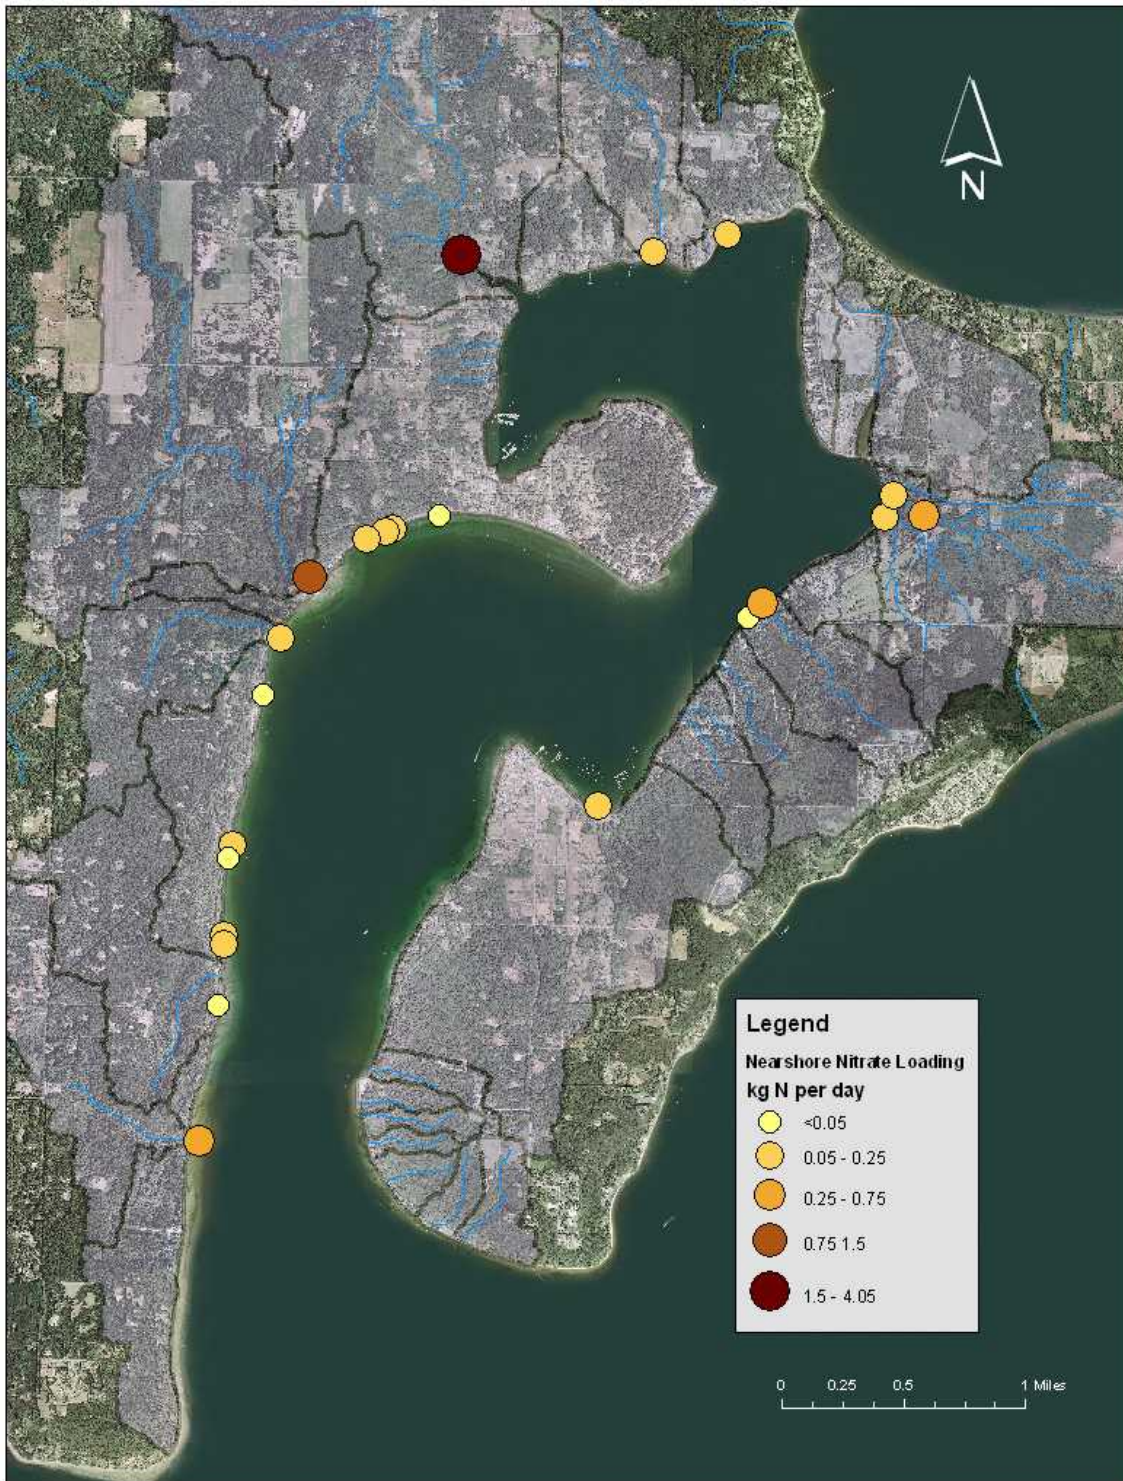 N
Legend
Nearshore Nitrate Loading
kg N per day
<0.05
0.05 - 0.25
0.25 - 0.75
0.75 1.5
1.5 - 4.05
0 0.25 0.5 1 Miles